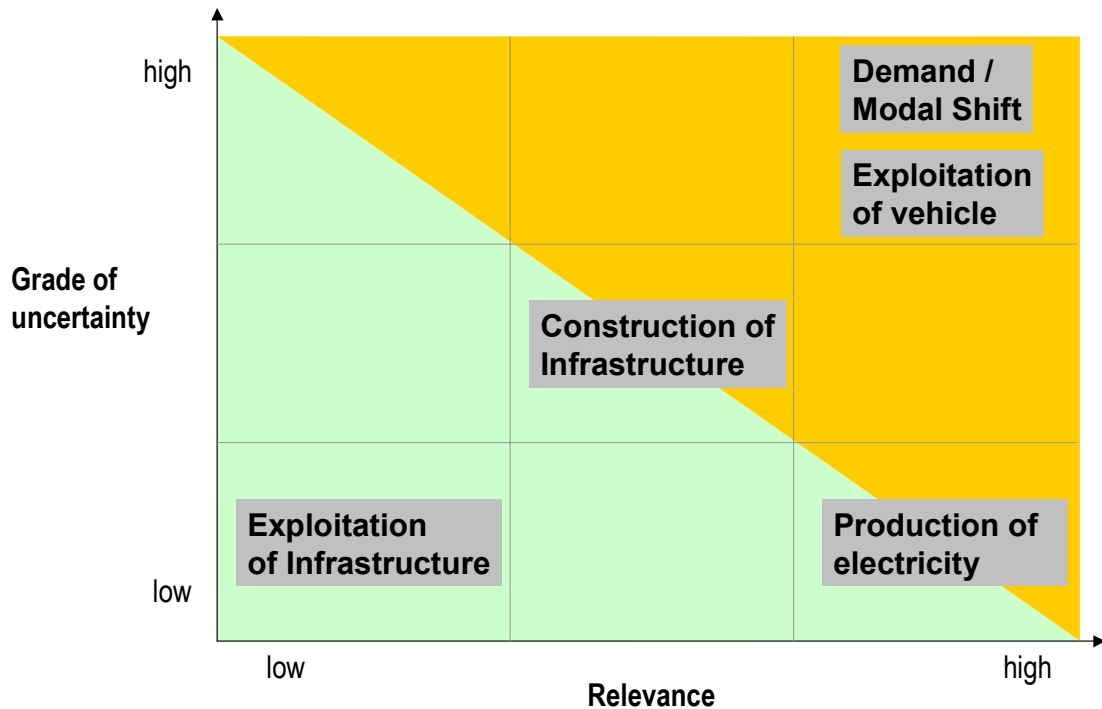 high
Demand /
Modal Shift
Exploitation
of vehicle
Grade of
uncertainty
Construction of
Infrastructure
Exploitation
of Infrastructure
Production of
electricity
low
low
high
Relevance